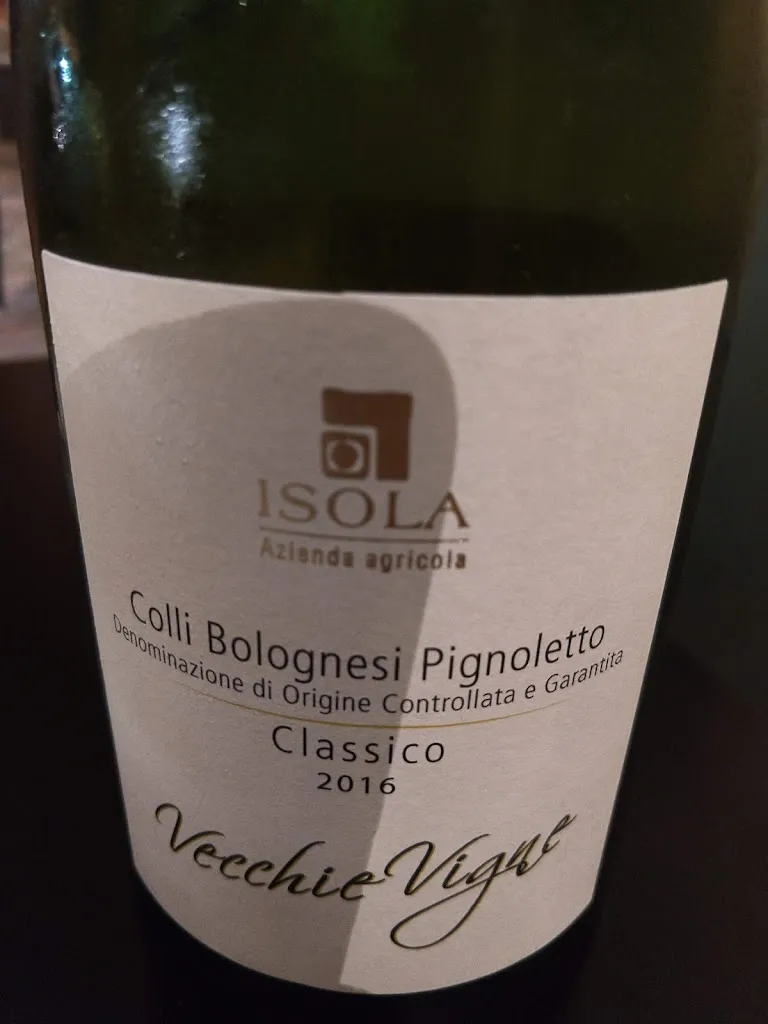 ISOLA
Azienda agricola
Colli Bolognesi Pignoletto
Denominazione di Origine Controllata e Garantita
Classico
2016
Vecchie Vigne